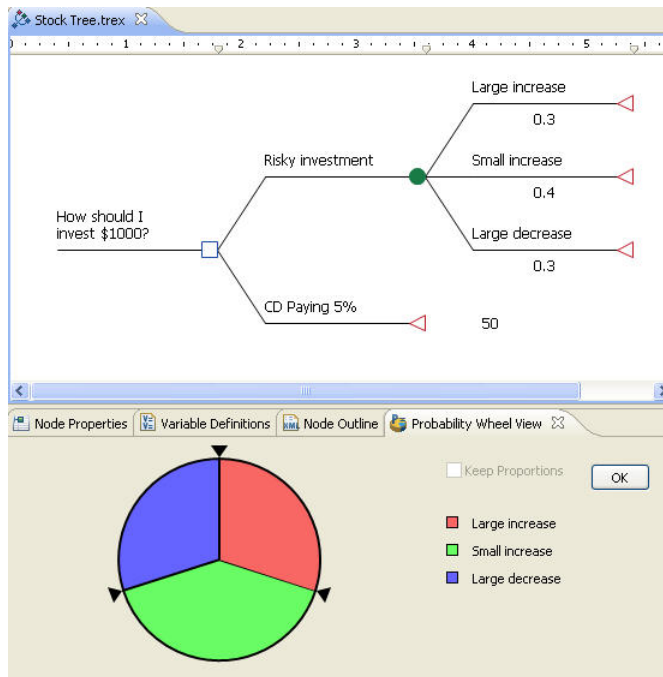 Stock Tree.trex
1 2 3 4 5
Large increase
0.3
Risky investment
Small increase
0.4
How should I
invest $1000?
Large decrease
0.3
CD Paying 5%
50
Node Properties Variable Definitions Node Outline Probability Wheel View
Keep Proportions
OK
Large increase
Small increase
Large decrease